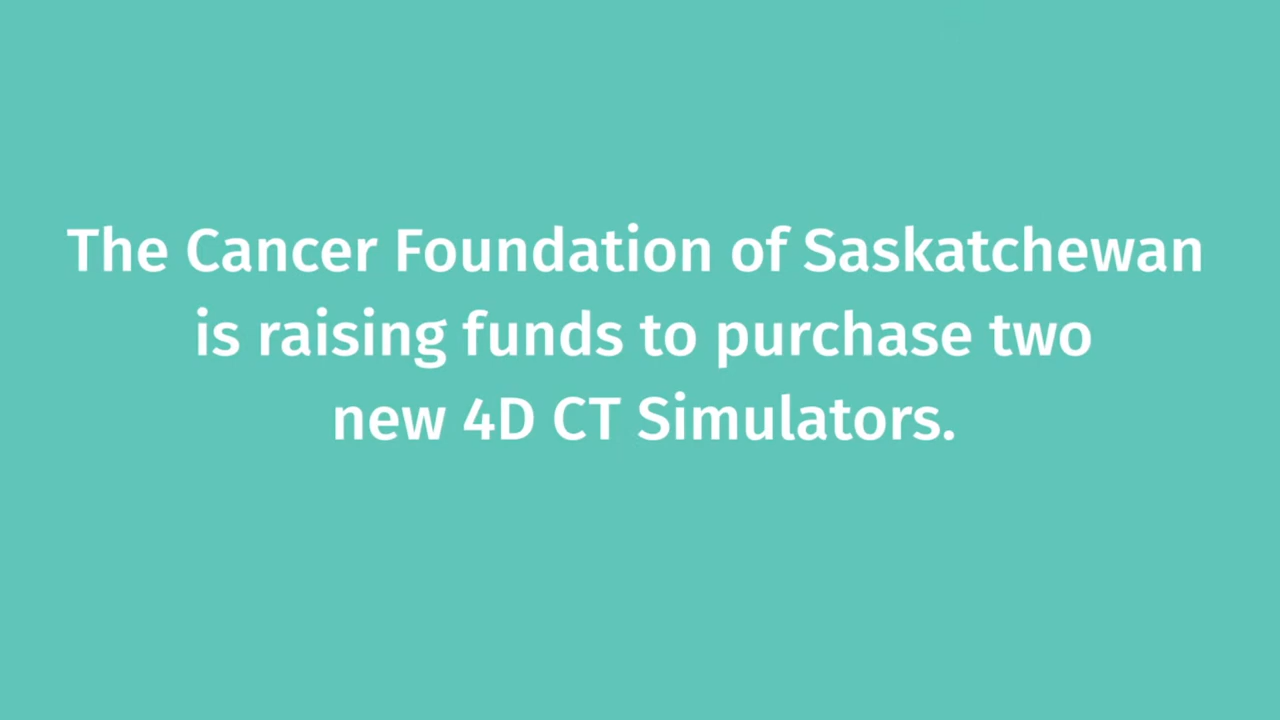 The Cancer Foundation of Saskatchewan
is raising funds to purchase two
new 4D CT Simulators.